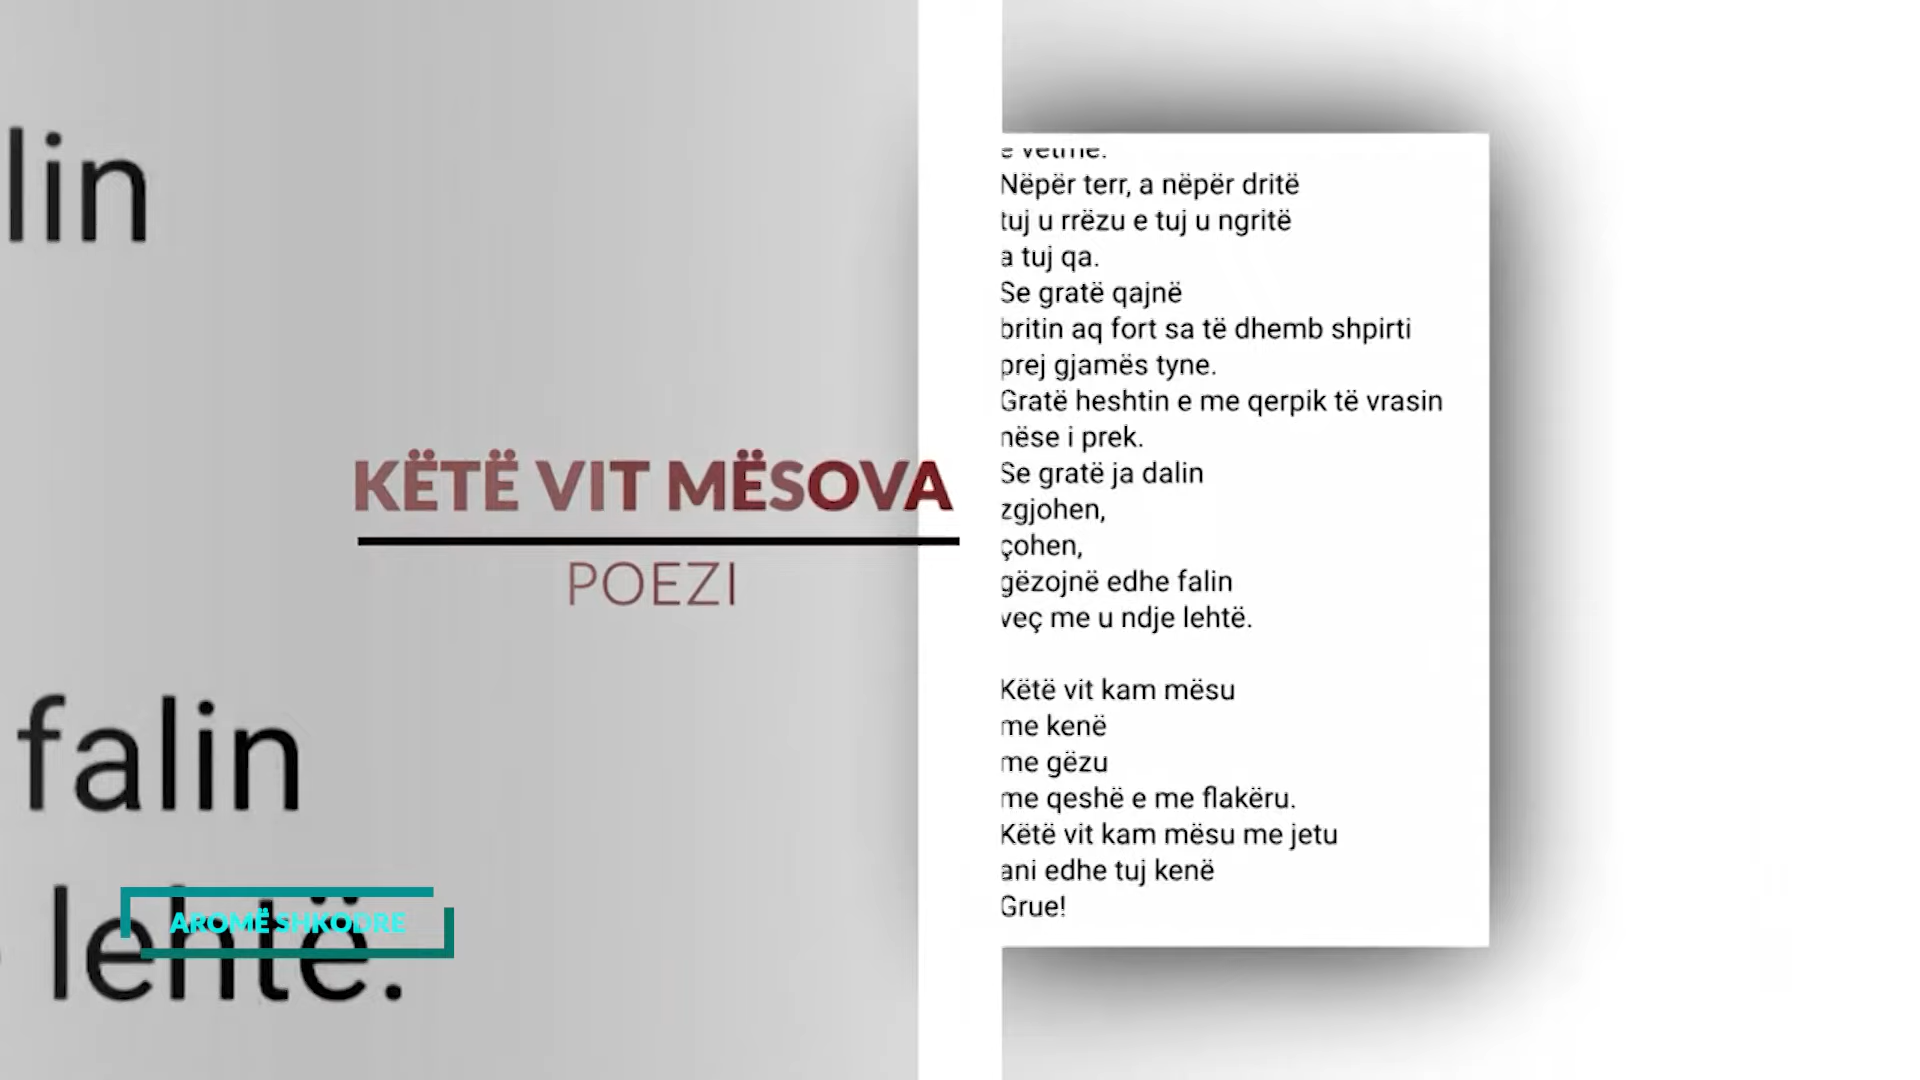 lin
falin
lehtë.
KËTË VIT MËSOVA
POEZI
AROMË SHKODRE
e vetme.
Nëpër terr, a nëpër dritë
tuj u rrëzu e tuj u ngritë
a tuj qa.
Se gratë qajnë
britin aq fort sa të dhemb shpirti
prej gjamës tyne.
Gratë heshtin e me qerpik të vrasin
nëse i prek.
Se gratë ja dalin
zgjohen,
çohen,
gëzojnë edhe falin
veç me u ndje lehtë.
Këtë vit kam mësu
me kenë
me gëzu
me qeshë e me flakëru.
Këtë vit kam mësu me jetu
ani edhe tuj kenë
Grue!